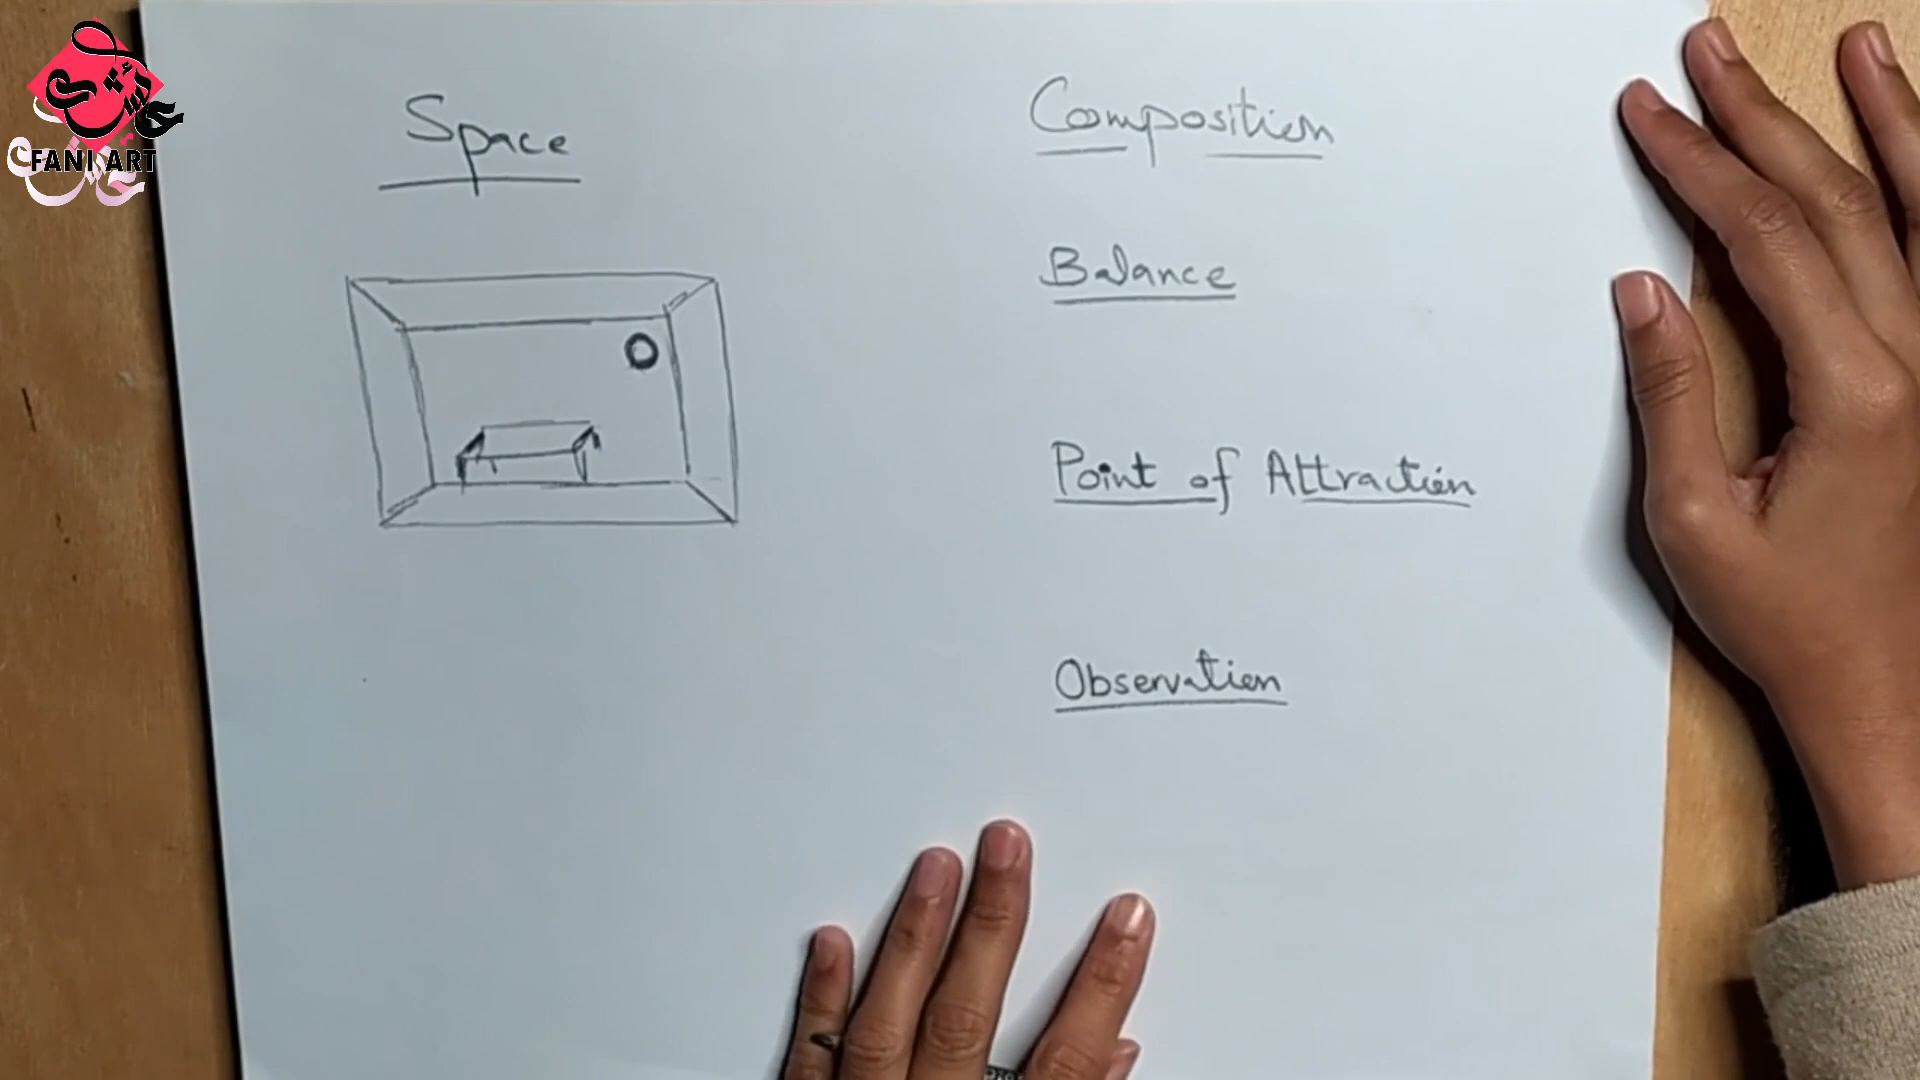 FANI ART
Space
Composition
Balance
Point of Attraction
Observation